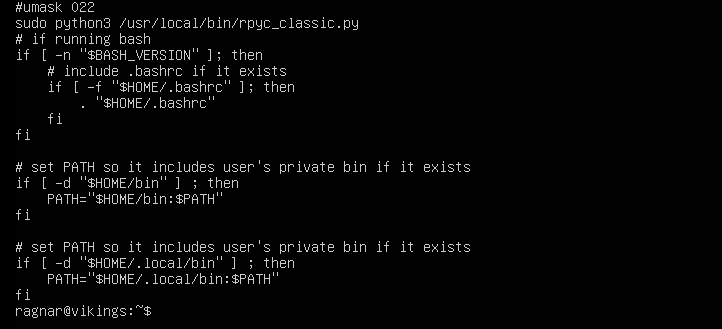 #umask 022
sudo python3 /usr/local/bin/rpyc_classic.py
# if running bash
if [ -n "$BASH_VERSION" ]; then
    # include .bashrc if it exists
    if [ -f "$HOME/.bashrc" ]; then
        . "$HOME/.bashrc"
    fi
fi

# set PATH so it includes user's private bin if it exists
if [ -d "$HOME/bin" ] ; then
    PATH="$HOME/bin:$PATH"
fi

# set PATH so it includes user's private bin if it exists
if [ -d "$HOME/.local/bin" ] ; then
    PATH="$HOME/.local/bin:$PATH"
fi
ragnar@vikings:~$